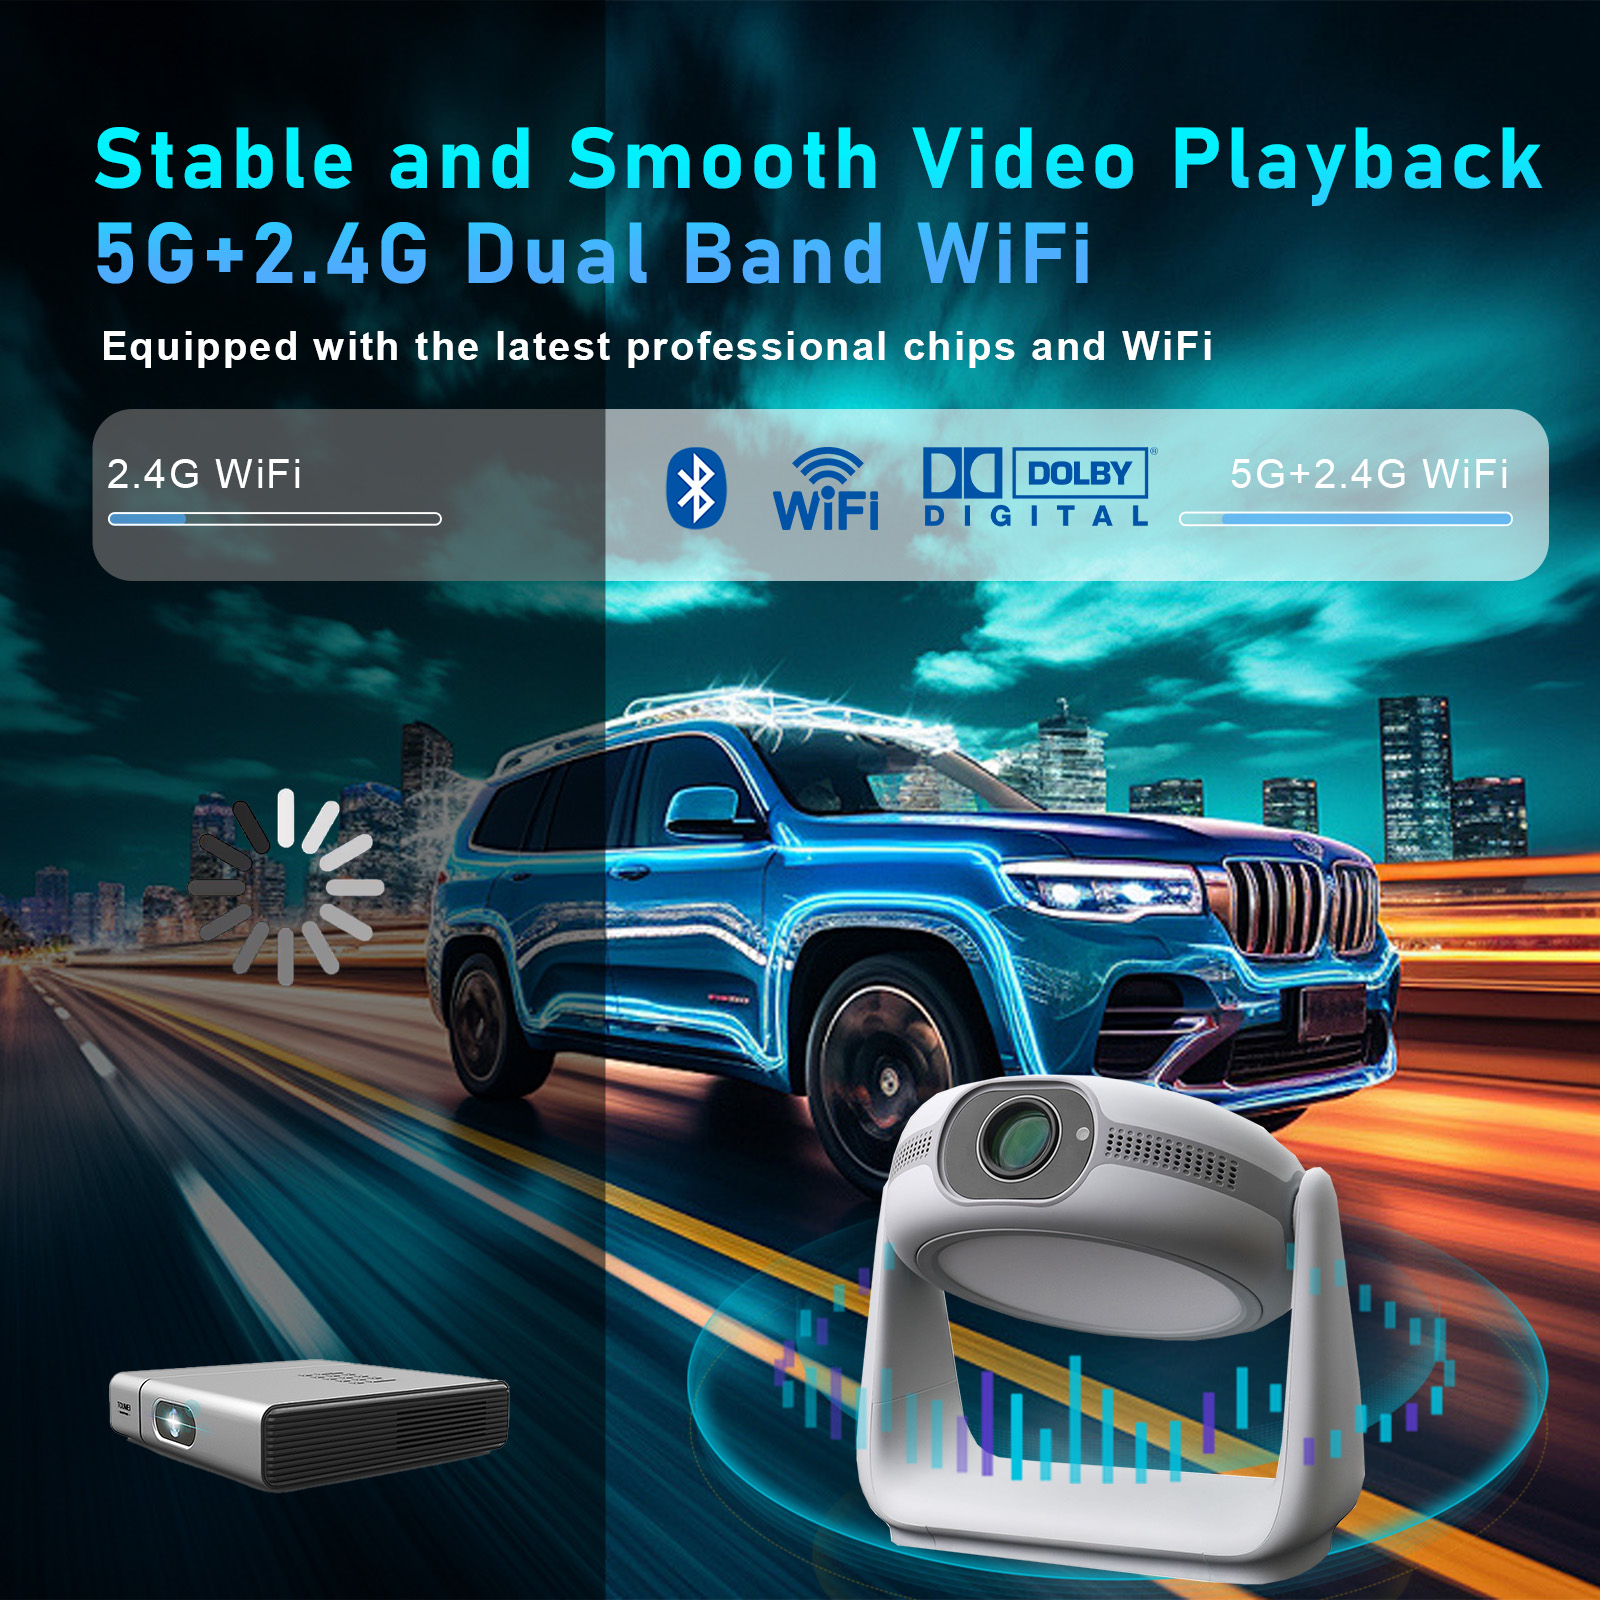 Stable and Smooth Video Playback
5G+2.4G Dual Band WiFi
Equipped with the latest professional chips and WiFi
2.4G WiFi
WiFi
DOLBY®
DIGITAL
5G+2.4G WiFi